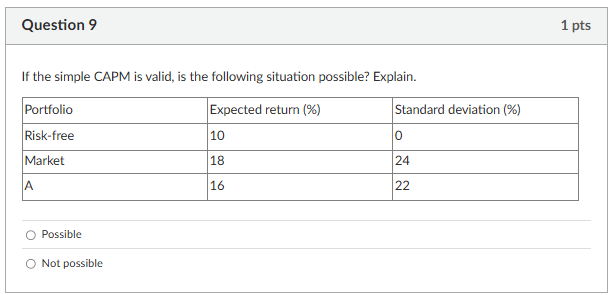 Question 9 1 pts
If the simple CAPM is valid, is the following situation possible? Explain.
Portfolio Expected return (%) Standard deviation (%)
Risk-free 10 0
Market 18 24
A 16 22
Possible
Not possible